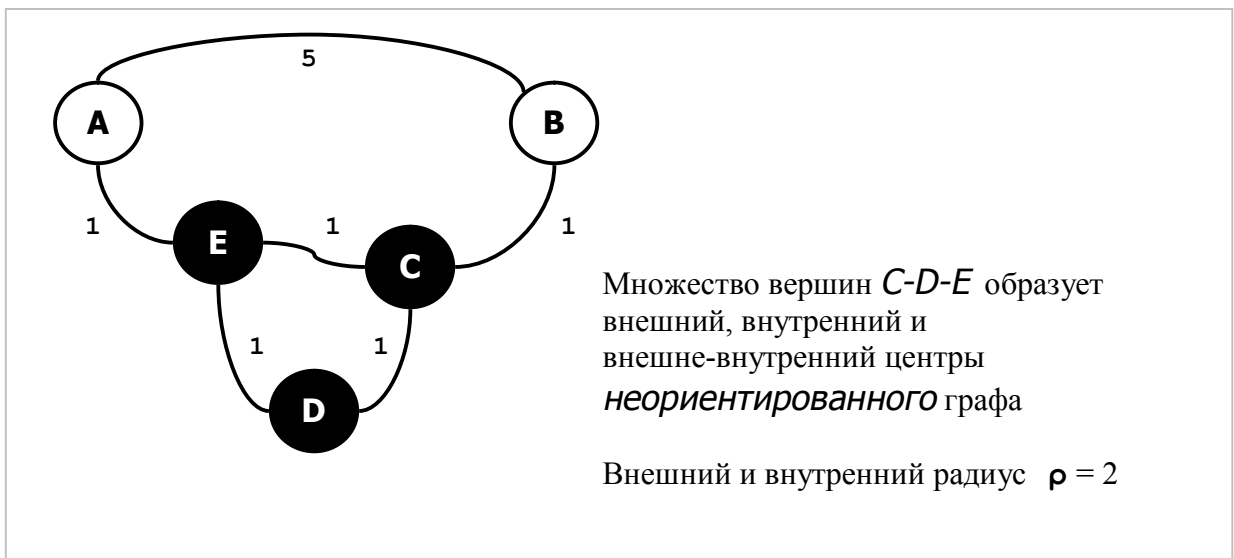 5
A
B
1
E
1
C
1
1
1
D
Множество вершин C-D-E образует
внешний, внутренний и
внешне-внутренний центры
неориентированного графа
Внешний и внутренний радиус ρ = 2